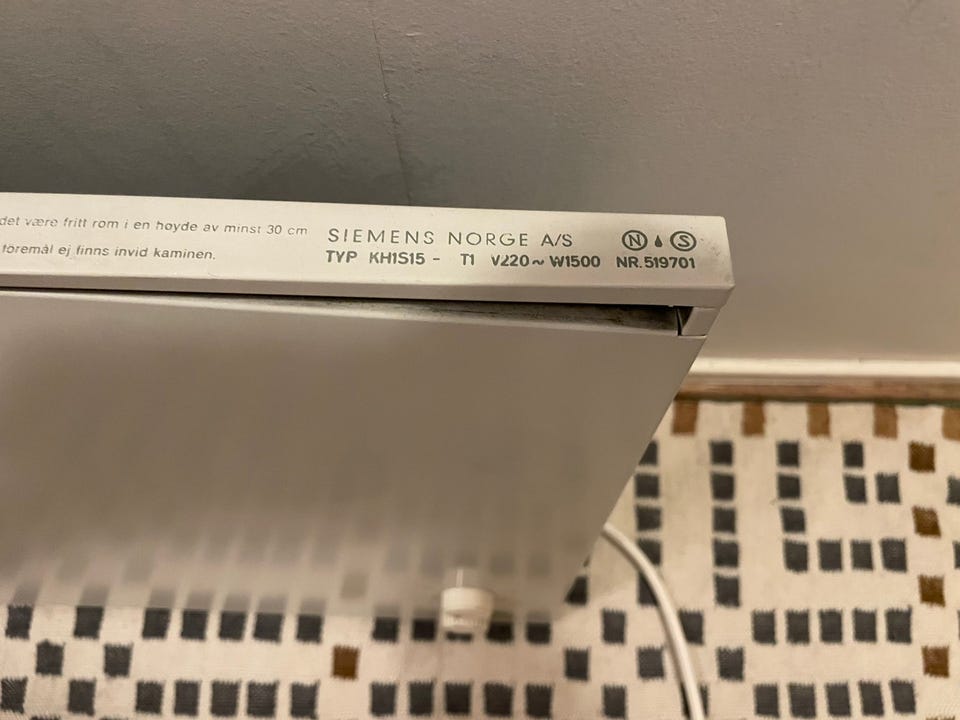 det være fritt rom i en høyde av minst 30 cm
föremål ej finns invid kaminen.
SIEMENS NORGE A/S N S
TYP KH1S15 - T1 V220~W1500 NR.519701